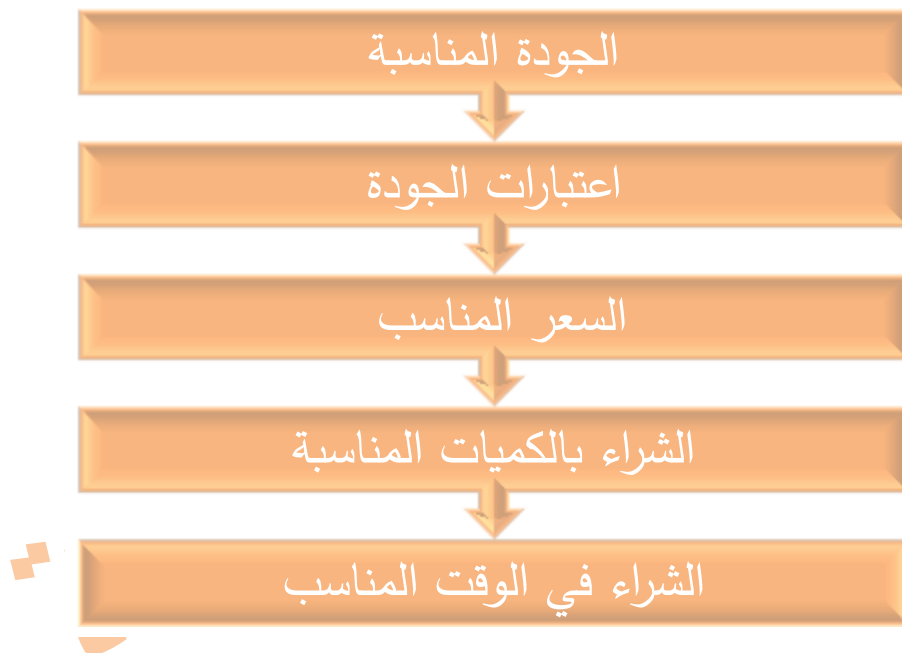 الجودة المناسبة
اعتبارات الجودة
السعر المناسب
الشراء بالكميات المناسبة
الشراء في الوقت المناسب